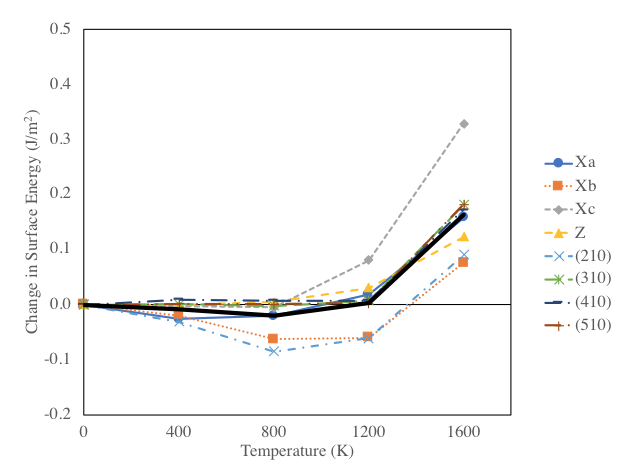 0.5
0.4
0.3
0.2
0.1
0.0
-0.1
-0.2
Change in Surface Energy (J/m²)
0 400 800 1200 1600
Temperature (K)
Xa
Xb
Xc
Z
(210)
(310)
(410)
(510)